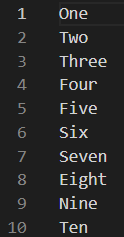 1 One
2 Two
3 Three
4 Four
5 Five
6 Six
7 Seven
8 Eight
9 Nine
10 Ten